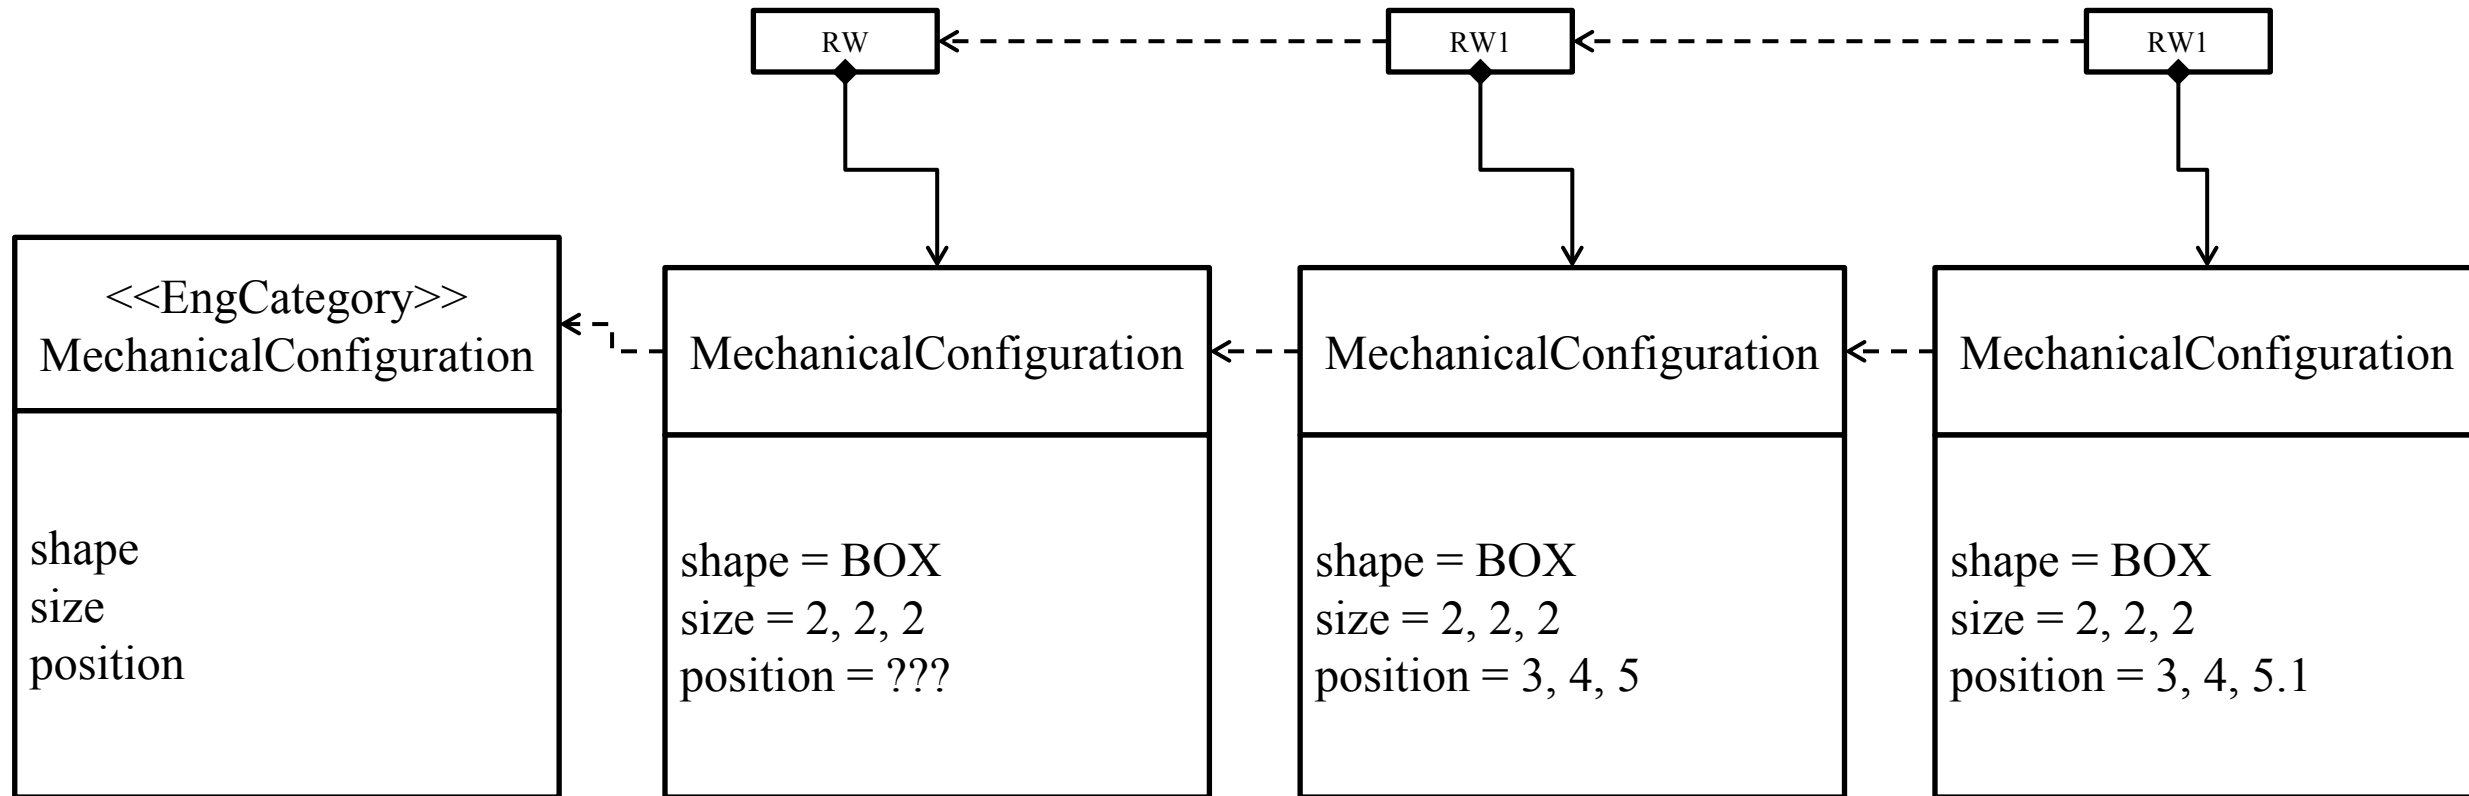 RW
RW1
RW1
<<EngCategory>>
MechanicalConfiguration
shape
size
position
MechanicalConfiguration
shape = BOX
size = 2, 2, 2
position = ???
MechanicalConfiguration
shape = BOX
size = 2, 2, 2
position = 3, 4, 5
MechanicalConfiguration
shape = BOX
size = 2, 2, 2
position = 3, 4, 5.1